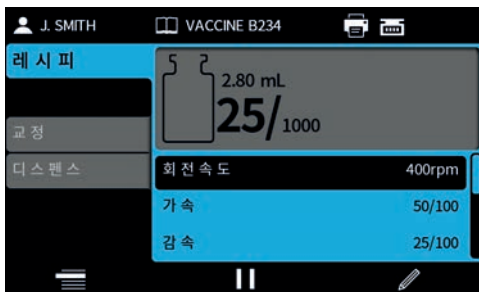 J. SMITH
VACCINE B234
레시피
교정
디스펜스
2.80 mL
25/1000
회전속도 400rpm
가속 50/100
감속 25/100